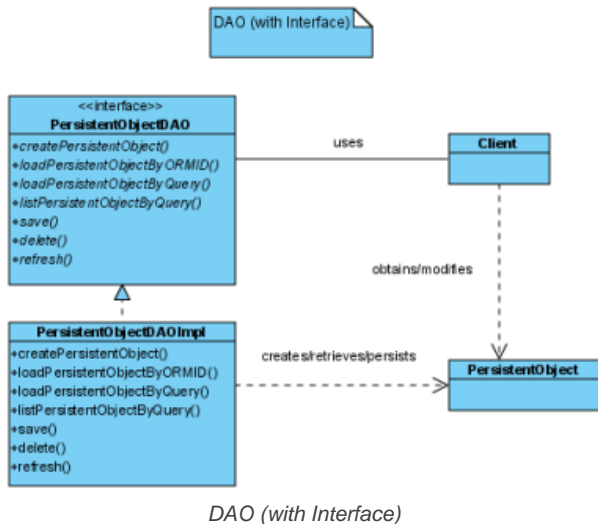 DAO (with Interface)
<<interface>>
PersistentObjectDAO
+createPersistentObject()
+loadPersistentObjectByORMID()
+loadPersistentObjectByQuery()
+listPersistentObjectByQuery()
+save()
+delete()
+refresh()
uses
Client
obtains/modifies
PersistentObjectDAOImpl
+createPersistentObject()
+loadPersistentObjectByORMID()
+loadPersistentObjectByQuery()
+listPersistentObjectByQuery()
+save()
+delete()
+refresh()
creates/retrieves/persists
PersistentObject
DAO (with Interface)